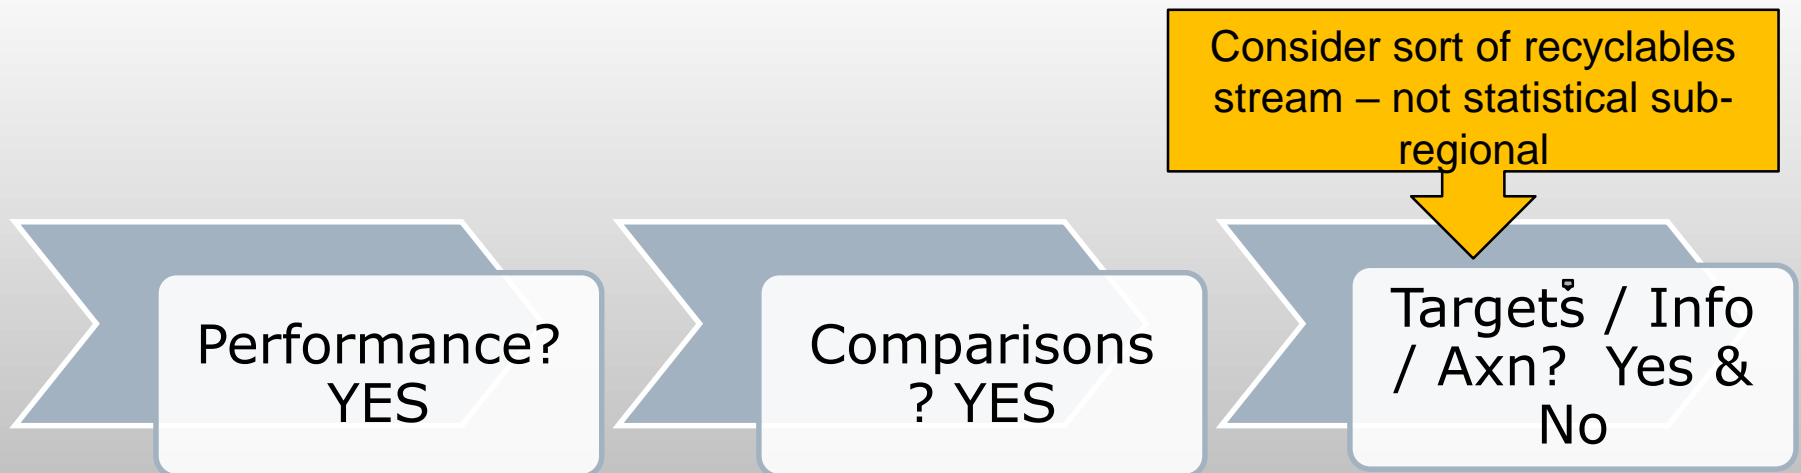 Consider sort of recyclables
stream – not statistical sub-
regional
Performance?
YES
Comparisons
? YES
Targets / Info
/ Axn?  Yes &
No